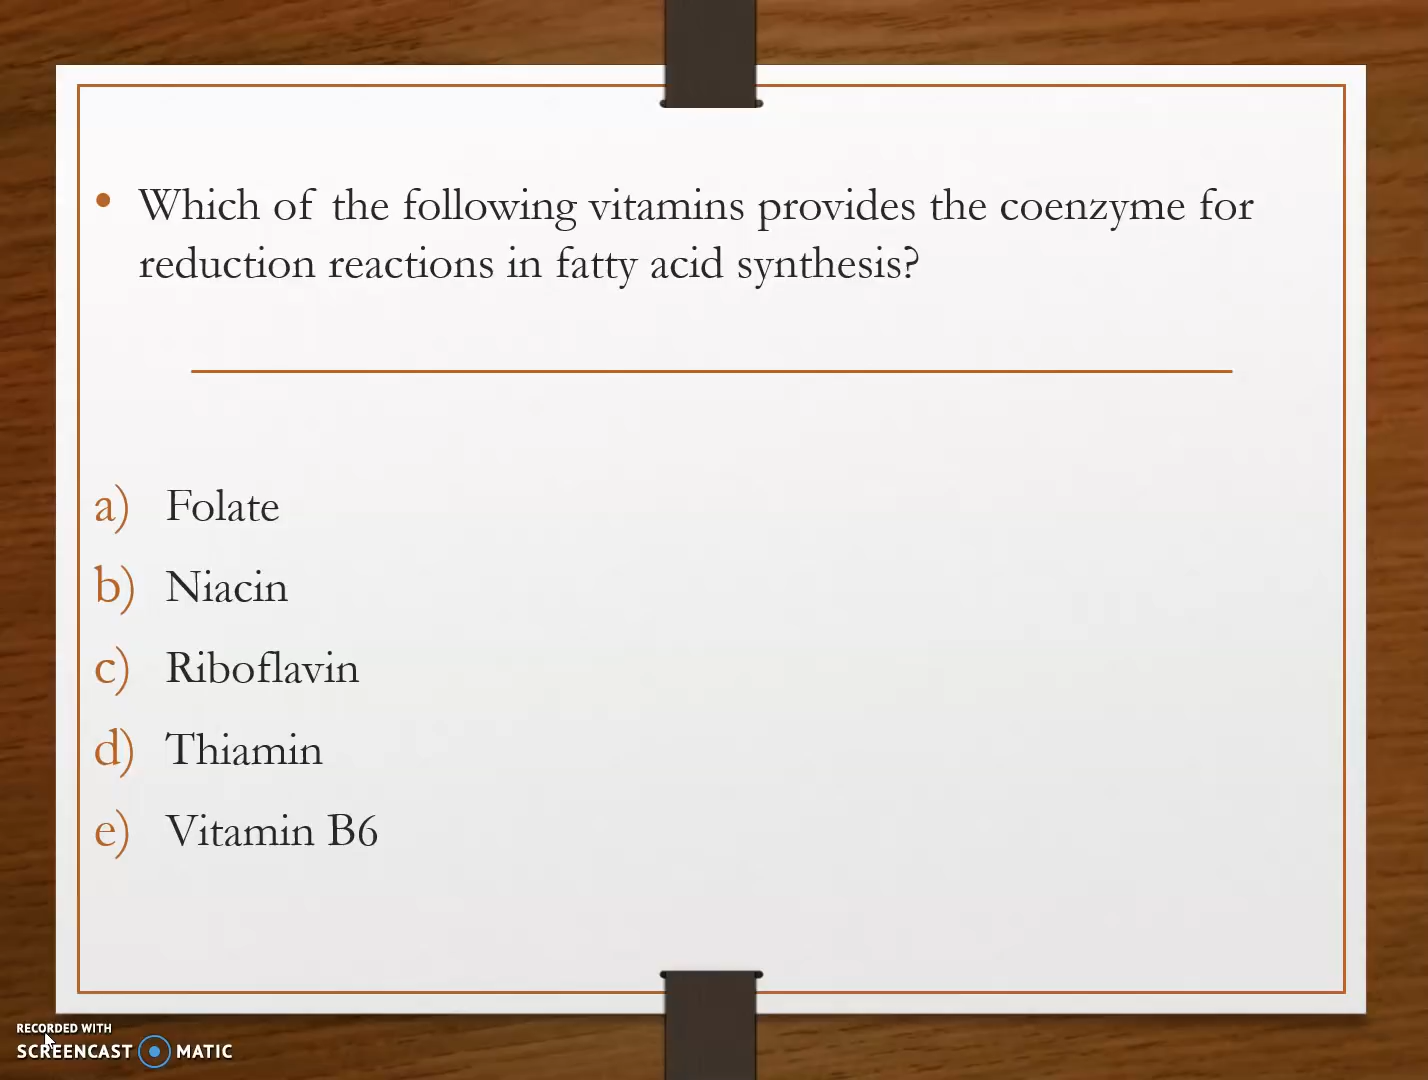 • Which of the following vitamins provides the coenzyme for
reduction reactions in fatty acid synthesis?
a) Folate
b) Niacin
c) Riboflavin
d) Thiamin
e) Vitamin B6
RECORDED WITH
SCREENCAST MATIC